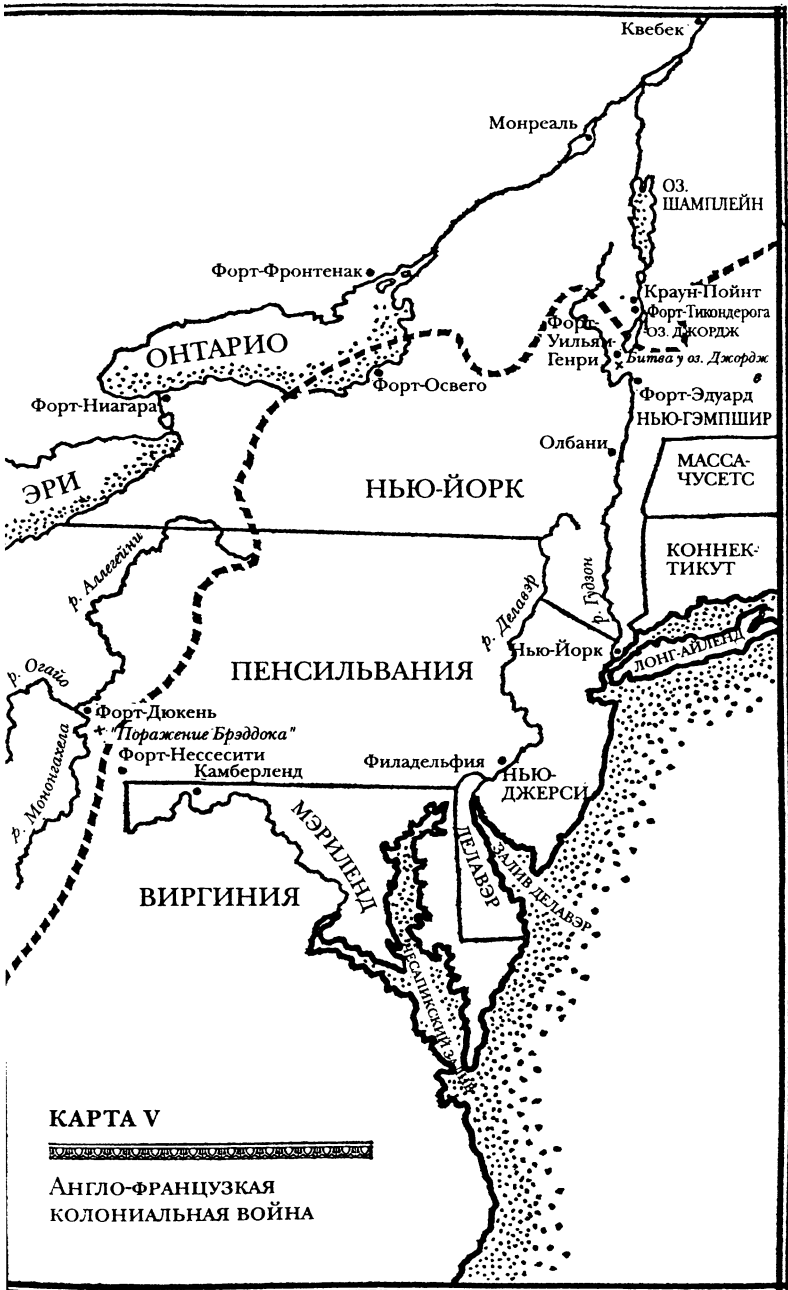 Квебек
Монреаль
ОЗ.
ШАМПЛЕЙН
Форт-Фронтенак
Краун-Пойнт
Форт-Тикондерога
ОЗ. ДЖОРДЖ
Форт-
Уильям-
Генри
Битва у оз. Джордж
в
ОНТАРИО
Форт-Освего
Форт-Эдуард
Форт-Ниагара
НЬЮ-ГЭМПШИР
Олбани
МАССА-
ЧУСЕТС
ЭРИ
НЬЮ-ЙОРК
КОННЕК-
ТИКУТ
р. Аллегейни
р. Делавэр
р. Гудзон
Нью-Йорк
ЛОНГ-АЙЛЕНД
р. Огайо
ПЕНСИЛЬВАНИЯ
Форт-Дюкень
"Поражение Брэддока"
Форт-Нессесити
Камберленд
Филадельфия
НЬЮ-
ДЖЕРСИ
р. Мононгахела
МЭРИЛЕНД
ДЕЛАВЭР
ЗАЛИВ ДЕЛАВЭР
ВИРГИНИЯ
ЧЕСАПИКСКИЙ ЗАЛИВ
КАРТА V
АНГЛО-ФРАНЦУЗКАЯ
КОЛОНИАЛЬНАЯ ВОЙНА